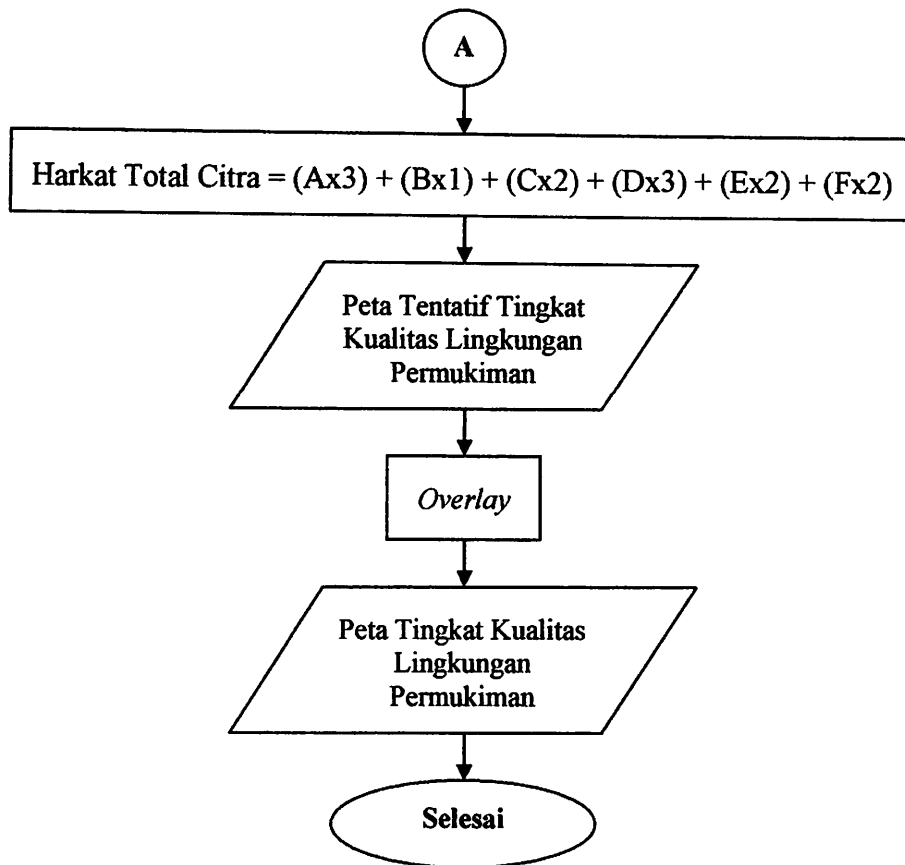 A
Harkat Total Citra = (Ax3) + (Bx1) + (Cx2) + (Dx3) + (Ex2) + (Fx2)
Peta Tentatif Tingkat
Kualitas Lingkungan
Permukiman
Overlay
Peta Tingkat Kualitas
Lingkungan
Permukiman
Selesai